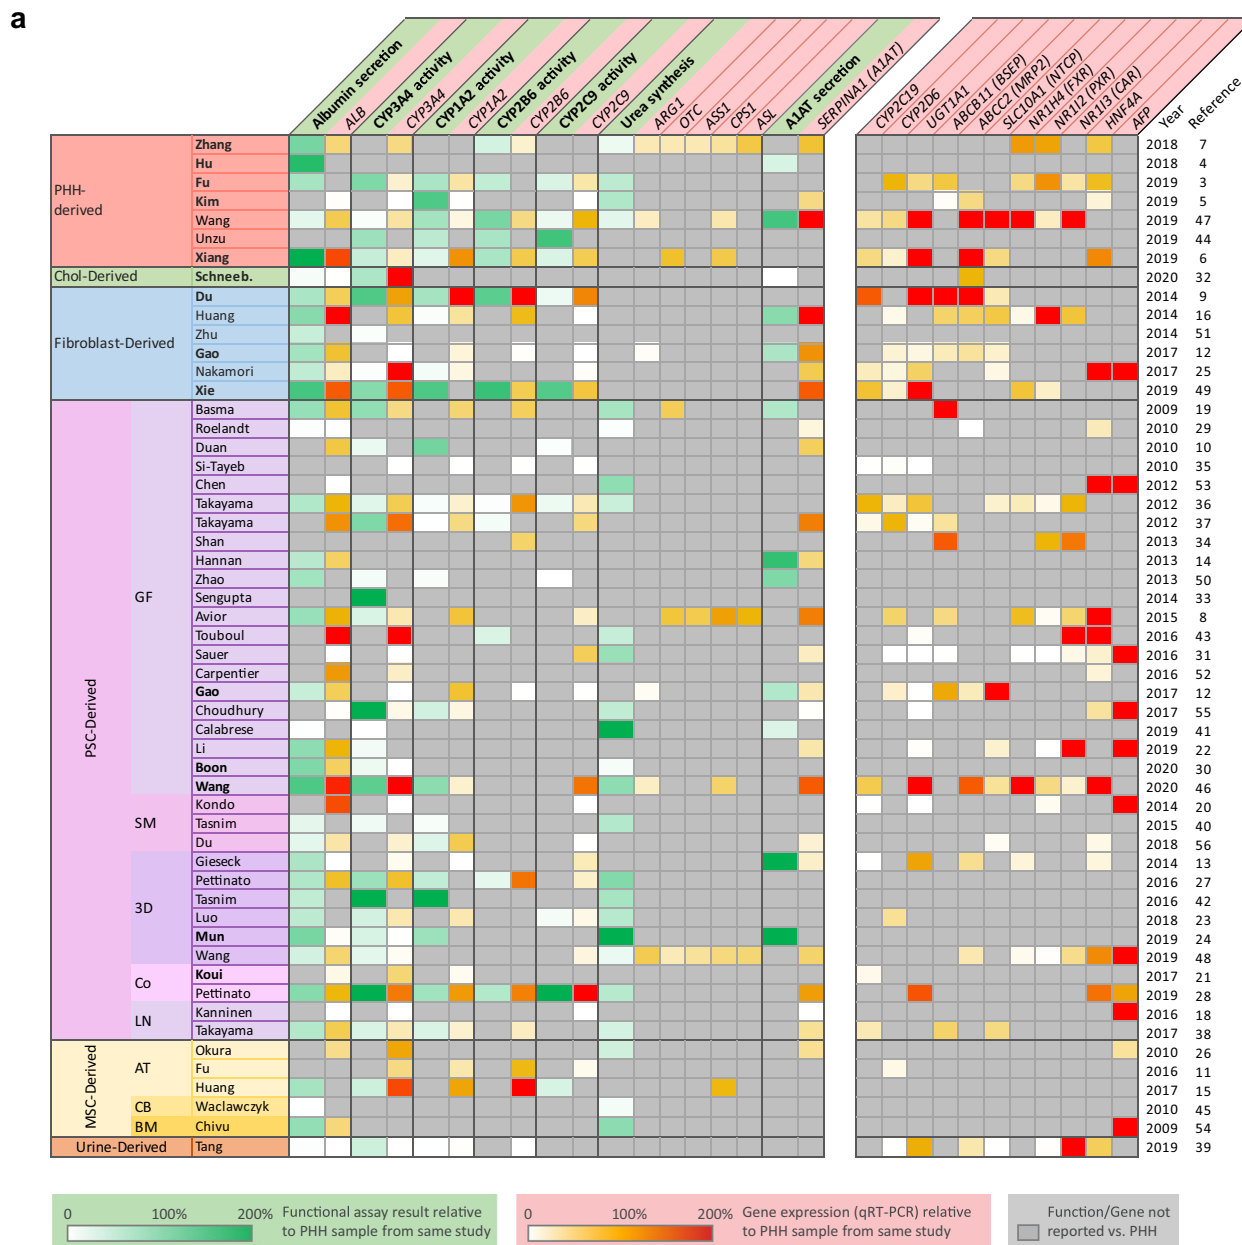 a
Albumin secretion
ALB
CYP3A4 activity
CYP3A4
CYP1A2 activity
CYP1A2
CYP2B6 activity
CYP2B6
CYP2C9 activity
CYP2C9
Urea synthesis
ARG1
OTC
ASS1
CPS1
ASL
A1AT secretion
SERPINA1 (A1AT)
CYP2C19
CYP2D6
UGT1A1
ABCB11 (BSEP)
ABCC2 (MRP2)
SLC10A1 (NTCP)
NR1H4 (FXR)
NR1I2 (PXR)
NR1I3 (CAR)
HNF4A
AFP
Year
Reference
PHH-
derived
Zhang 2018 7
Hu 2018 4
Fu 2019 3
Kim 2019 5
Wang 2019 47
Unzu 2019 44
Xiang 2019 6
Chol-Derived
Schneeb. 2020 32
Fibroblast-Derived
Du 2014 9
Huang 2014 16
Zhu 2014 51
Gao 2017 12
Nakamori 2017 25
Xie 2019 49
PSC-Derived
GF
Basma 2009 19
Roelandt 2010 29
Duan 2010 10
Si-Tayeb 2010 35
Chen 2012 53
Takayama 2012 36
Takayama 2012 37
Shan 2013 34
Hannan 2013 14
Zhao 2013 50
Sengupta 2014 33
Avior 2015 8
Touboul 2016 43
Sauer 2016 31
Carpentier 2016 52
Gao 2017 12
Choudhury 2017 55
Calabrese 2019 41
Li 2019 22
Boon 2020 30
Wang 2020 46
SM
Kondo 2014 20
Tasnim 2015 40
Du 2018 56
3D
Gieseck 2014 13
Pettinato 2016 27
Tasnim 2016 42
Luo 2018 23
Mun 2019 24
Wang 2019 48
Co
Koui 2017 21
Pettinato 2019 28
LN
Kanninen 2016 18
Takayama 2017 38
MSC-Derived
AT
Okura 2010 26
Fu 2016 11
Huang 2017 15
CB
Waclawczyk 2010 45
BM
Chivu 2009 54
Urine-Derived
Tang 2019 39
0 100% 200%
Functional assay result relative
to PHH sample from same study
0 100% 200%
Gene expression (qRT-PCR) relative
to PHH sample from same study
Function/Gene not
reported vs. PHH